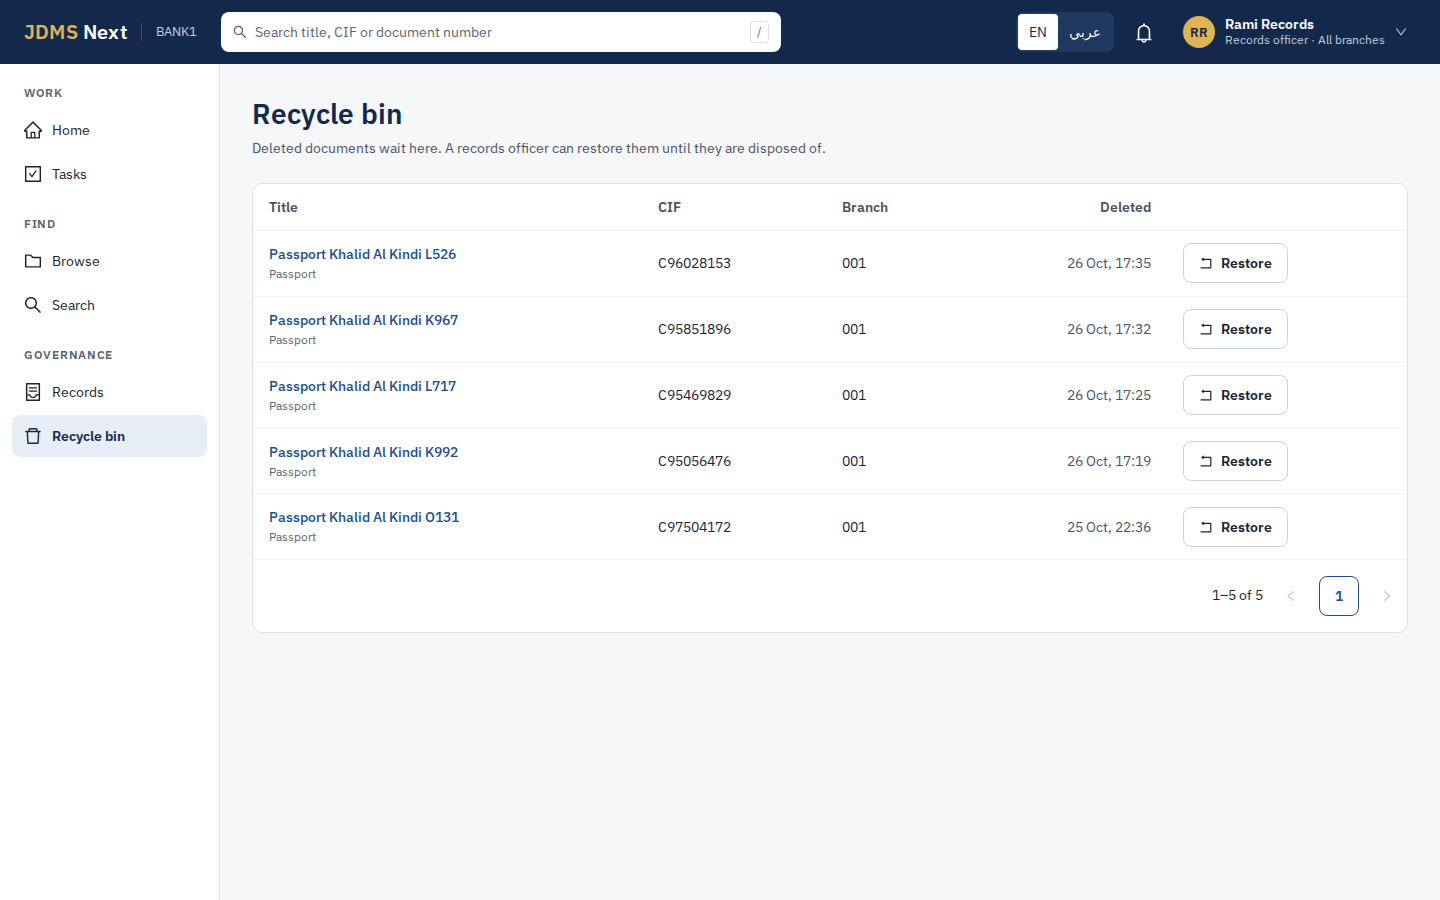 JDMS Next
BANK1
Search title, CIF or document number
/
EN
عربي
RR
Rami Records
Records officer · All branches
WORK
Home
Tasks
FIND
Browse
Search
GOVERNANCE
Records
Recycle bin
Recycle bin
Deleted documents wait here. A records officer can restore them until they are disposed of.
Title CIF Branch Deleted
Passport Khalid Al Kindi L526
Passport
C96028153 001 26 Oct, 17:35 Restore
Passport Khalid Al Kindi K967
Passport
C95851896 001 26 Oct, 17:32 Restore
Passport Khalid Al Kindi L717
Passport
C95469829 001 26 Oct, 17:25 Restore
Passport Khalid Al Kindi K992
Passport
C95056476 001 26 Oct, 17:19 Restore
Passport Khalid Al Kindi O131
Passport
C97504172 001 25 Oct, 22:36 Restore
1–5 of 5
1